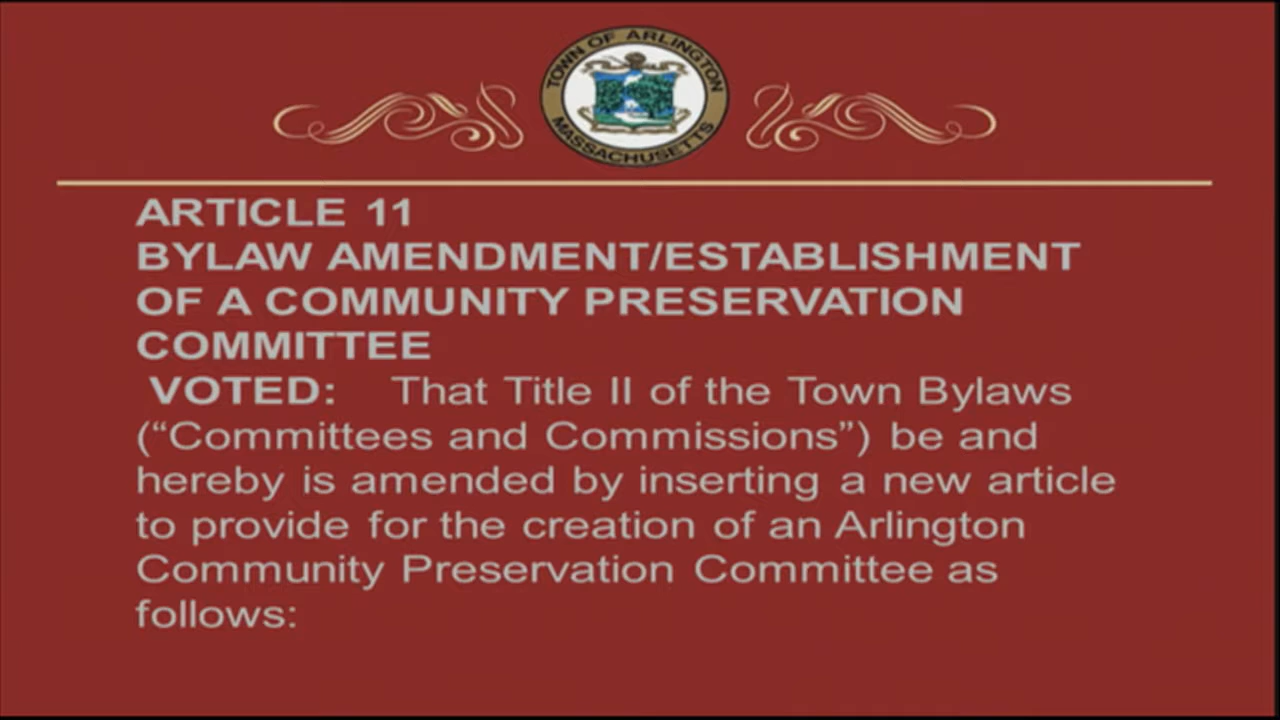 TOWN OF ARLINGTON
MASSACHUSETTS
ARTICLE 11
BYLAW AMENDMENT/ESTABLISHMENT
OF A COMMUNITY PRESERVATION
COMMITTEE
VOTED: That Title II of the Town Bylaws
(“Committees and Commissions”) be and
hereby is amended by inserting a new article
to provide for the creation of an Arlington
Community Preservation Committee as
follows: